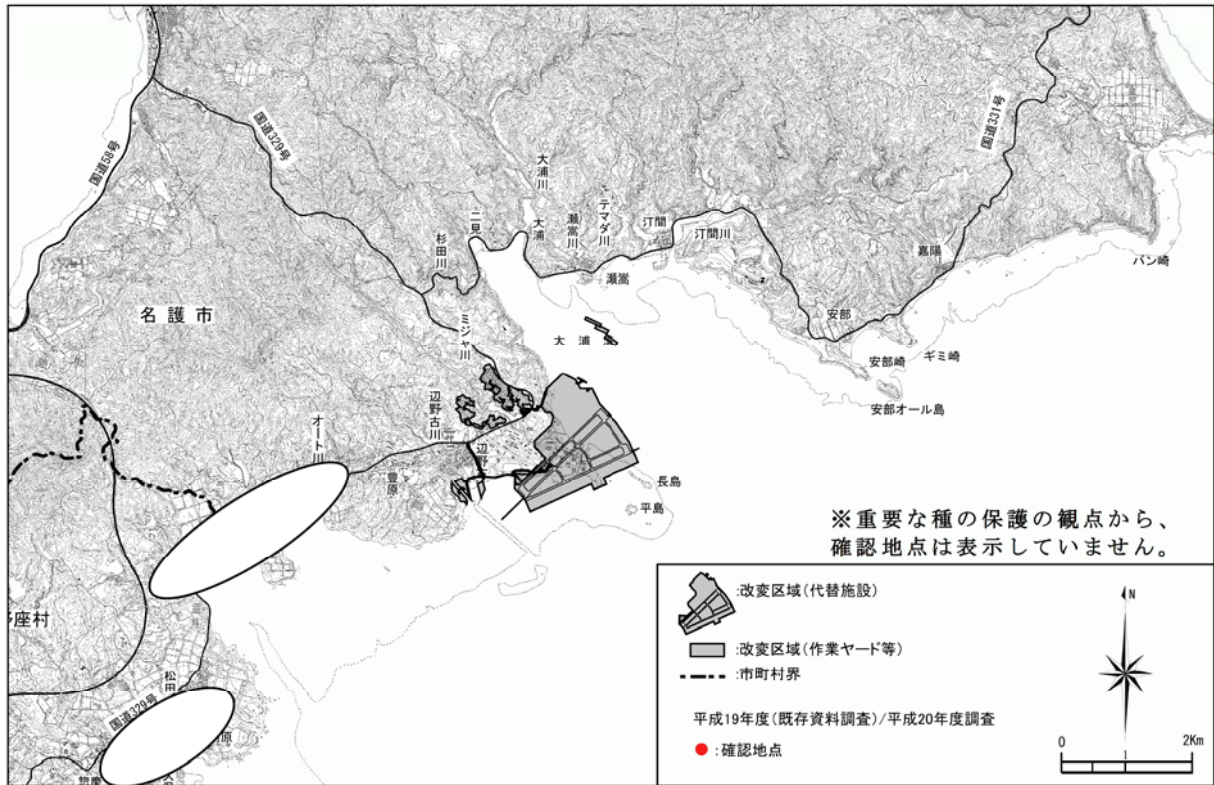 国道58号
国道329号
国道331号
大浦川
大浦
瀬嵩川
テマダ川
汀間
汀間川
二見
杉田川
瀬嵩
嘉陽
バン崎
名護市
ミジャ川
大浦
安部
安部崎
ギミ崎
安部オール島
辺野古川
オート川
辺野
豊原
長島
平島
座村
松田
国道329号
原
※重要な種の保護の観点から、
確認地点は表示していません。
:改変区域(代替施設)
:改変区域(作業ヤード等)
:市町村界
平成19年度(既存資料調査)/平成20年度調査
:確認地点
N
0
1
2Km